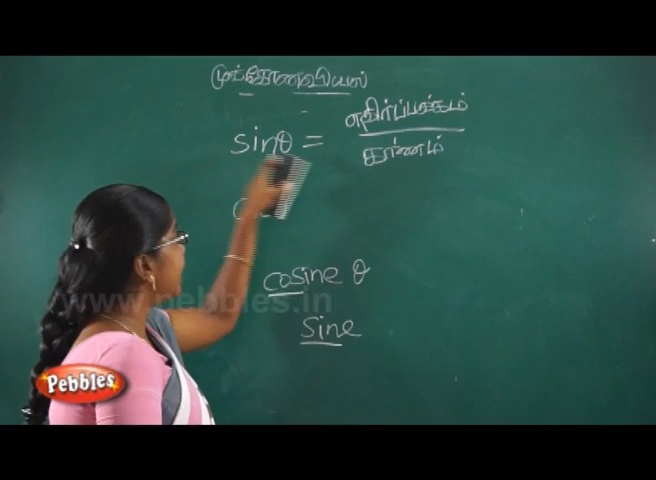 முக்கோணவியல்
sinθ = எதிர்ப்பக்கம்
கர்ணம்
cosine θ
sine
www.pebbles.in
Pebbles